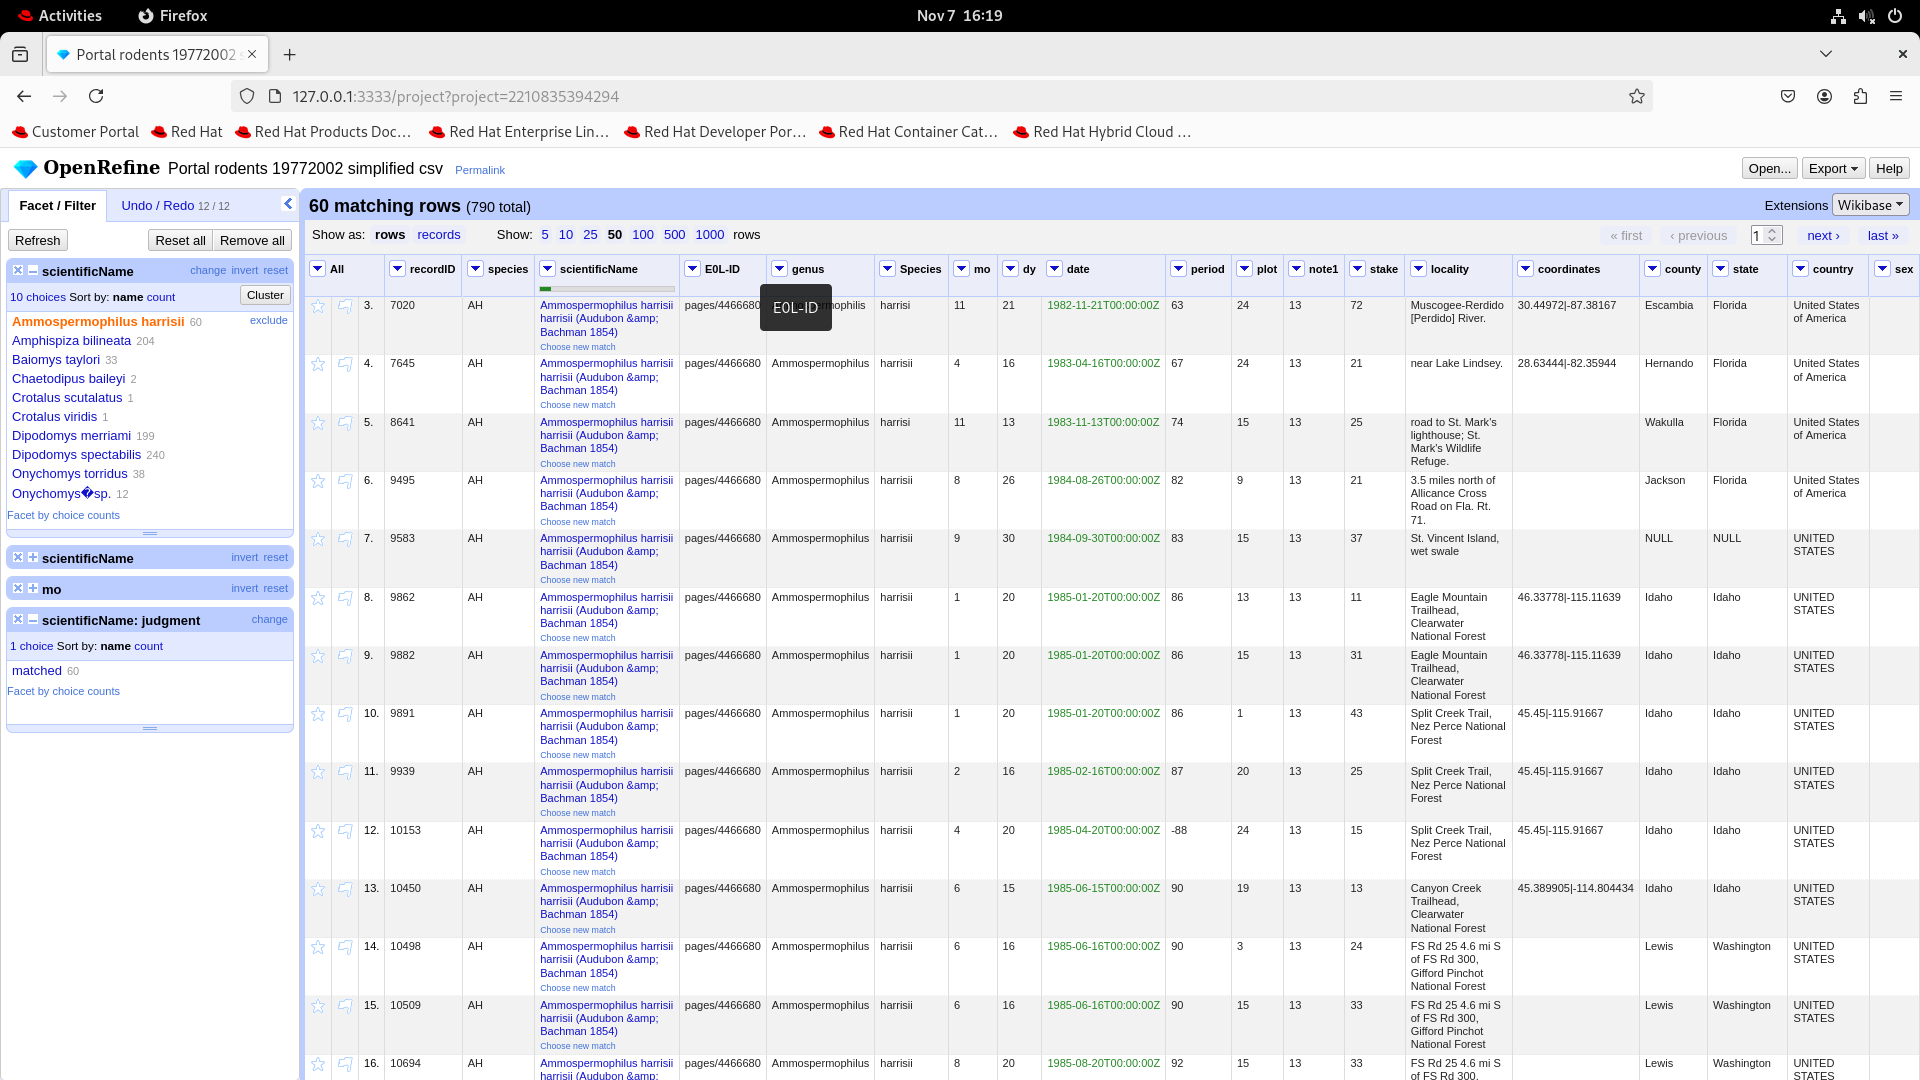 Activities Firefox Nov 7 16:19
Portal rodents 19772002
127.0.0.1:3333/project?project=2210835394294
Customer Portal Red Hat Red Hat Products Doc… Red Hat Enterprise Lin… Red Hat Developer Por… Red Hat Container Cat… Red Hat Hybrid Cloud …
OpenRefine Portal rodents 19772002 simplified csv Permalink Open... Export Help
Facet / Filter Undo / Redo 12 / 12
Refresh Reset all Remove all
scientificName change invert reset
10 choices Sort by: name count Cluster
Ammospermophilus harrisii 60 exclude
Amphispiza bilineata 204
Baiomys taylori 33
Chaetodipus baileyi 2
Crotalus scutalatus 1
Crotalus viridis 1
Dipodomys merriami 199
Dipodomys spectabilis 240
Onychomys torridus 38
Onychomys�sp. 12
Facet by choice counts
scientificName invert reset
mo invert reset
scientificName: judgment change
1 choice Sort by: name count
matched 60
Facet by choice counts
60 matching rows (790 total) Extensions Wikibase
Show as: rows records Show: 5 10 25 50 100 500 1000 rows « first ‹ previous 1 next › last »
All recordID species scientificName E0L-ID genus Species mo dy date period plot note1 stake locality coordinates county state country sex
E0L-ID
3. 7020 AH Ammospermophilus harrisii pages/4466680 mophilis harrisi 11 21 1982-11-21T00:00:00Z 63 24 13 72 Muscogee-Rerdido 30.44972|-87.38167 Escambia Florida United States
harrisii (Audubon &amp; [Perdido] River. of America
Bachman 1854)
Choose new match
4. 7645 AH Ammospermophilus harrisii pages/4466680 Ammospermophilus harrisii 4 16 1983-04-16T00:00:00Z 67 24 13 21 near Lake Lindsey. 28.63444|-82.35944 Hernando Florida United States
harrisii (Audubon &amp; of America
Bachman 1854)
Choose new match
5. 8641 AH Ammospermophilus harrisii pages/4466680 Ammospermophilus harrisi 11 13 1983-11-13T00:00:00Z 74 15 13 25 road to St. Mark's Wakulla Florida United States
harrisii (Audubon &amp; lighthouse; St. of America
Bachman 1854) Mark's Wildlife
Choose new match Refuge.
6. 9495 AH Ammospermophilus harrisii pages/4466680 Ammospermophilus harrisii 8 26 1984-08-26T00:00:00Z 82 9 13 21 3.5 miles north of Jackson Florida United States
harrisii (Audubon &amp; Allicance Cross of America
Bachman 1854) Road on Fla. Rt.
Choose new match 71.
7. 9583 AH Ammospermophilus harrisii pages/4466680 Ammospermophilus harrisii 9 30 1984-09-30T00:00:00Z 83 15 13 37 St. Vincent Island, NULL NULL UNITED
harrisii (Audubon &amp; wet swale STATES
Bachman 1854)
Choose new match
8. 9862 AH Ammospermophilus harrisii pages/4466680 Ammospermophilus harrisii 1 20 1985-01-20T00:00:00Z 86 13 13 11 Eagle Mountain 46.33778|-115.11639 Idaho Idaho UNITED
harrisii (Audubon &amp; Trailhead, STATES
Bachman 1854) Clearwater
Choose new match National Forest
9. 9882 AH Ammospermophilus harrisii pages/4466680 Ammospermophilus harrisii 1 20 1985-01-20T00:00:00Z 86 15 13 31 Eagle Mountain 46.33778|-115.11639 Idaho Idaho UNITED
harrisii (Audubon &amp; Trailhead, STATES
Bachman 1854) Clearwater
Choose new match National Forest
10. 9891 AH Ammospermophilus harrisii pages/4466680 Ammospermophilus harrisii 1 20 1985-01-20T00:00:00Z 86 1 13 43 Split Creek Trail, 45.45|-115.91667 Idaho Idaho UNITED
harrisii (Audubon &amp; Nez Perce National STATES
Bachman 1854) Forest
Choose new match
11. 9939 AH Ammospermophilus harrisii pages/4466680 Ammospermophilus harrisii 2 16 1985-02-16T00:00:00Z 87 20 13 25 Split Creek Trail, 45.45|-115.91667 Idaho Idaho UNITED
harrisii (Audubon &amp; Nez Perce National STATES
Bachman 1854) Forest
Choose new match
12. 10153 AH Ammospermophilus harrisii pages/4466680 Ammospermophilus harrisii 4 20 1985-04-20T00:00:00Z -88 24 13 15 Split Creek Trail, 45.45|-115.91667 Idaho Idaho UNITED
harrisii (Audubon &amp; Nez Perce National STATES
Bachman 1854) Forest
Choose new match
13. 10450 AH Ammospermophilus harrisii pages/4466680 Ammospermophilus harrisii 6 15 1985-06-15T00:00:00Z 90 19 13 13 Canyon Creek 45.389905|-114.804434 Idaho Idaho UNITED
harrisii (Audubon &amp; Trailhead, STATES
Bachman 1854) Clearwater
Choose new match National Forest
14. 10498 AH Ammospermophilus harrisii pages/4466680 Ammospermophilus harrisii 6 16 1985-06-16T00:00:00Z 90 3 13 24 FS Rd 25 4.6 mi S Lewis Washington UNITED
harrisii (Audubon &amp; of FS Rd 300, STATES
Bachman 1854) Gifford Pinchot
Choose new match National Forest
15. 10509 AH Ammospermophilus harrisii pages/4466680 Ammospermophilus harrisii 6 16 1985-06-16T00:00:00Z 90 15 13 33 FS Rd 25 4.6 mi S Lewis Washington UNITED
harrisii (Audubon &amp; of FS Rd 300, STATES
Bachman 1854) Gifford Pinchot
Choose new match National Forest
16. 10694 AH Ammospermophilus harrisii pages/4466680 Ammospermophilus harrisii 8 20 1985-08-20T00:00:00Z 92 15 13 33 FS Rd 25 4.6 mi S Lewis Washington UNITED
harrisii (Audubon &amp; of FS Rd 300, STATES